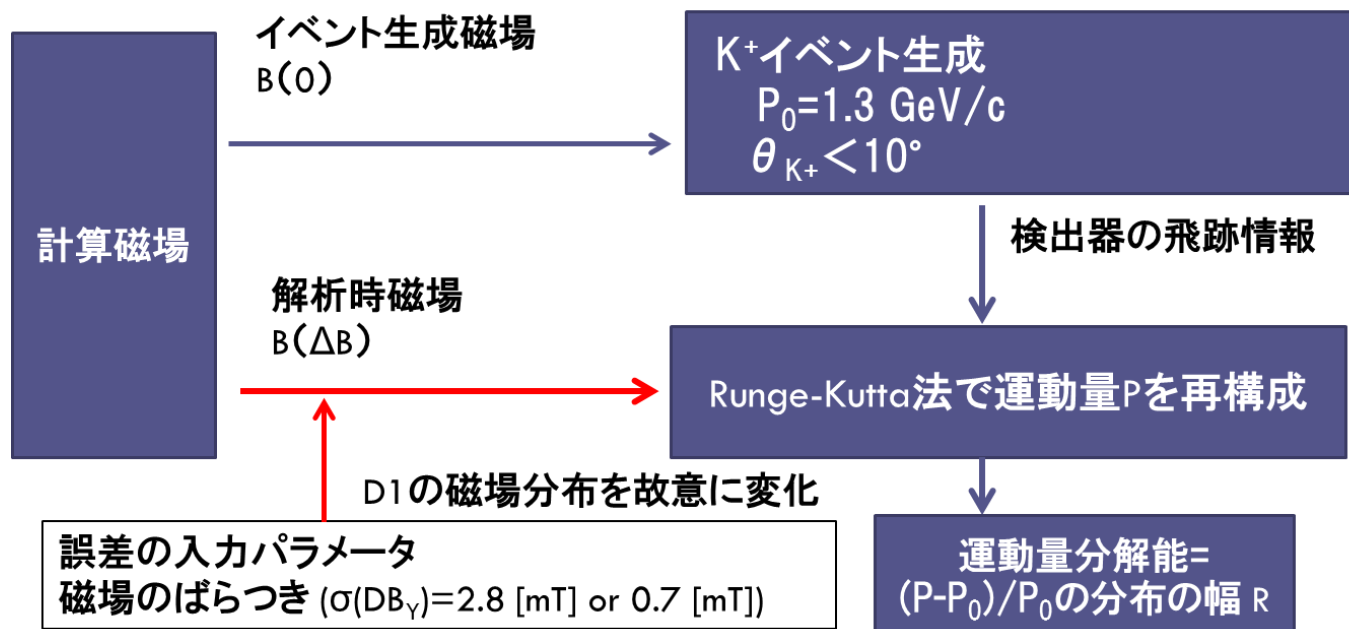 イベント生成磁場
B(0)
K⁺イベント生成
P₀=1.3 GeV/c
θ K+＜10°
計算磁場
検出器の飛跡情報
解析時磁場
B(ΔB)
Runge-Kutta法で運動量Pを再構成
D1の磁場分布を故意に変化
誤差の入力パラメータ
磁場のばらつき (σ(DBY)=2.8 [mT] or 0.7 [mT])
運動量分解能=
(P-P₀)/P₀の分布の幅 R